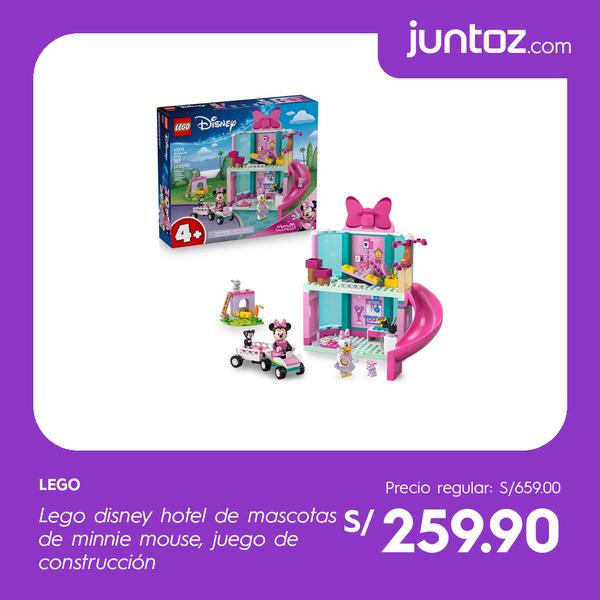 juntoz.com
LEGO Disney
4+
LEGO
Lego disney hotel de mascotas
de minnie mouse, juego de
construcción
Precio regular: S/659.00
S/ 259.90